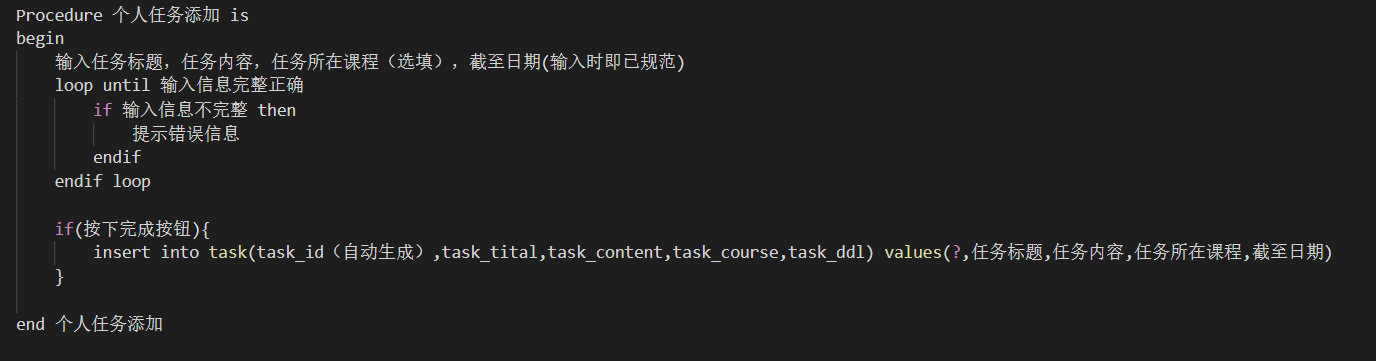 Procedure 个人任务添加 is
begin
输入任务标题，任务内容，任务所在课程（选填），截至日期(输入时即已规范)
loop until 输入信息完整正确
if 输入信息不完整 then
提示错误信息
endif
endif loop
if(按下完成按钮){
insert into task(task_id（自动生成）,task_tital,task_content,task_course,task_ddl) values(?,任务标题,任务内容,任务所在课程,截至日期)
}
end 个人任务添加